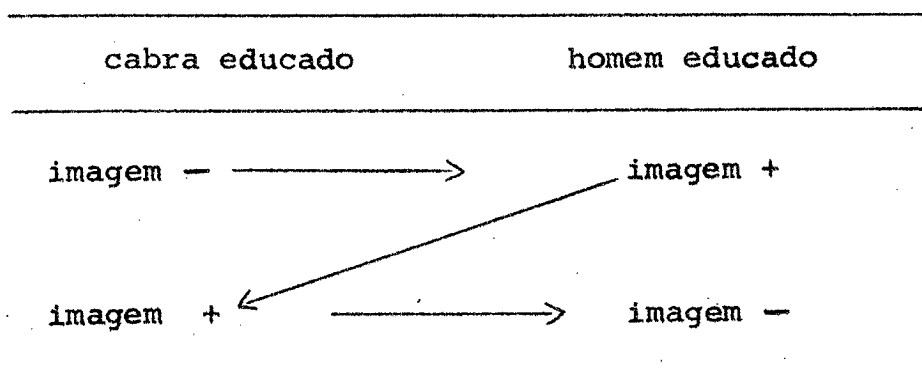 cabra educado homem educado
imagem — imagem +
imagem + imagem —